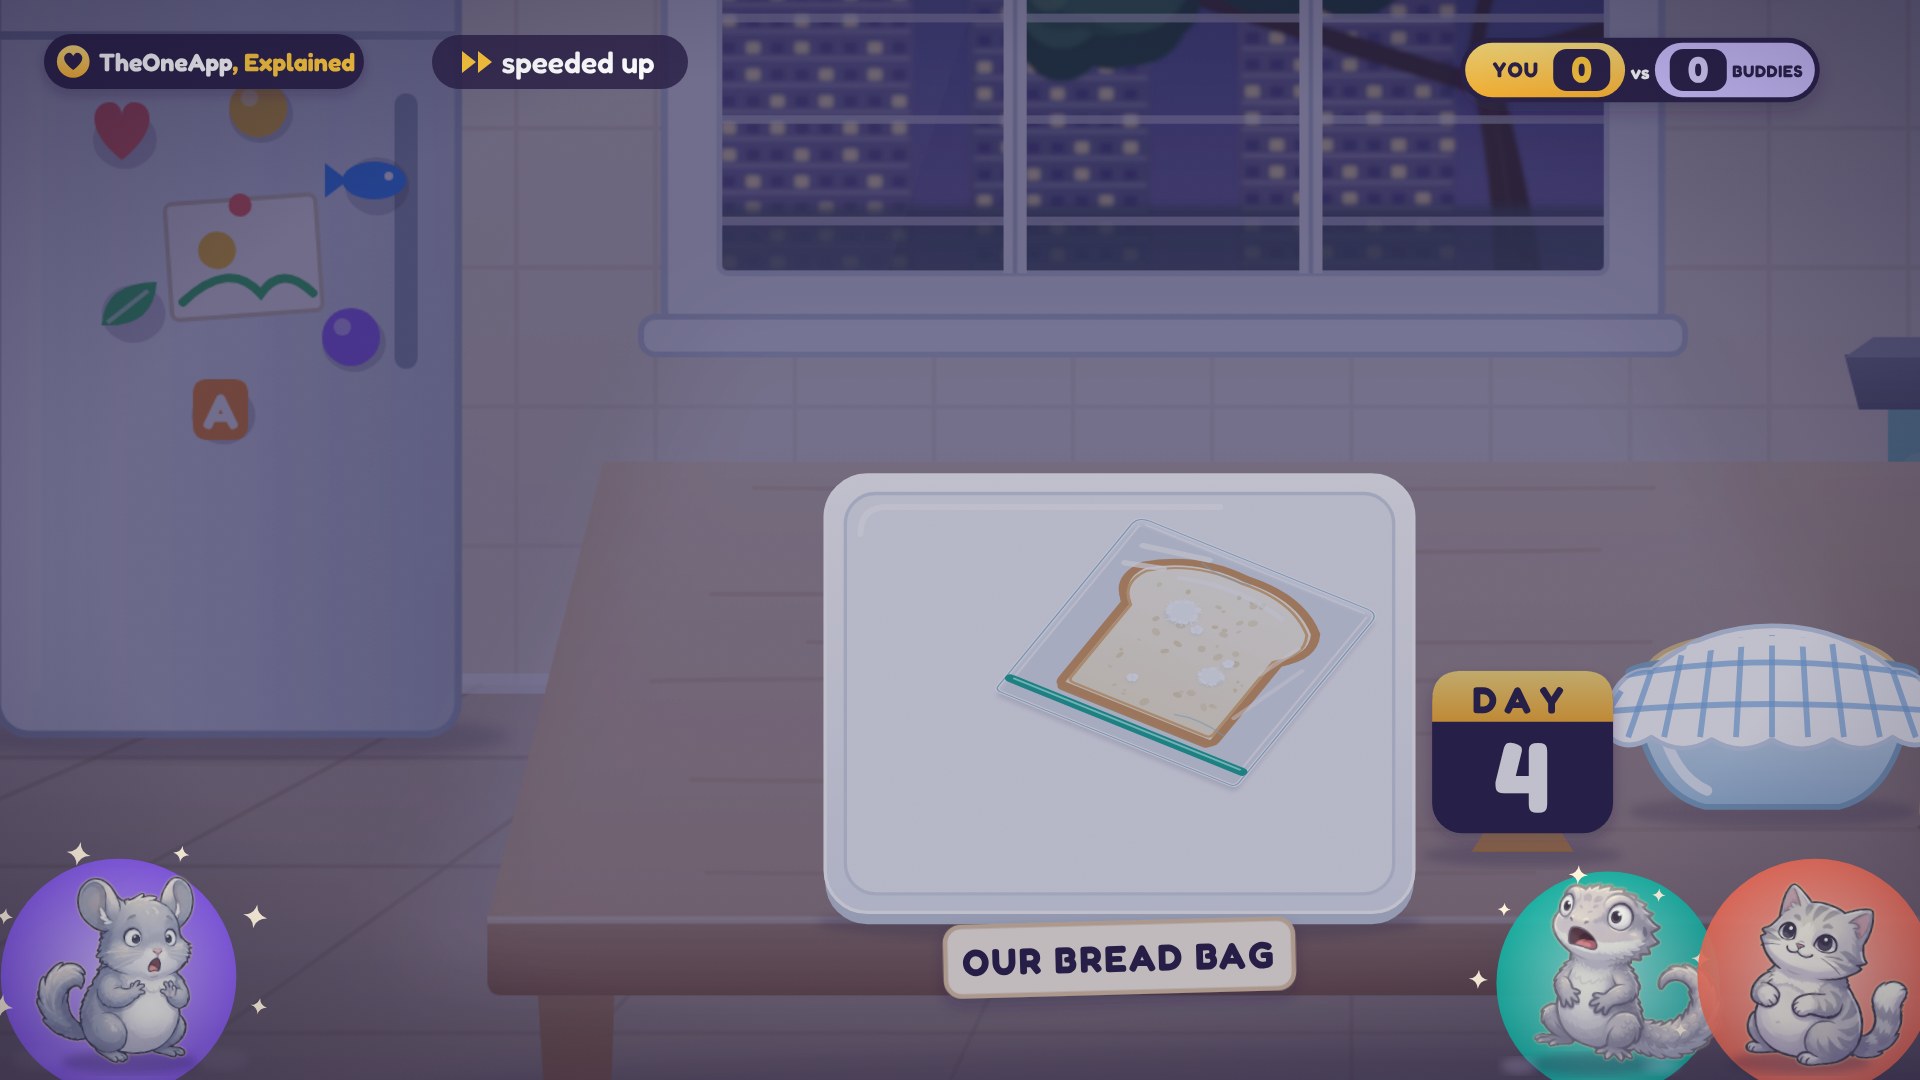 TheOneApp, Explained
speeded up
YOU 0 vs 0 BUDDIES
A
DAY
4
OUR BREAD BAG